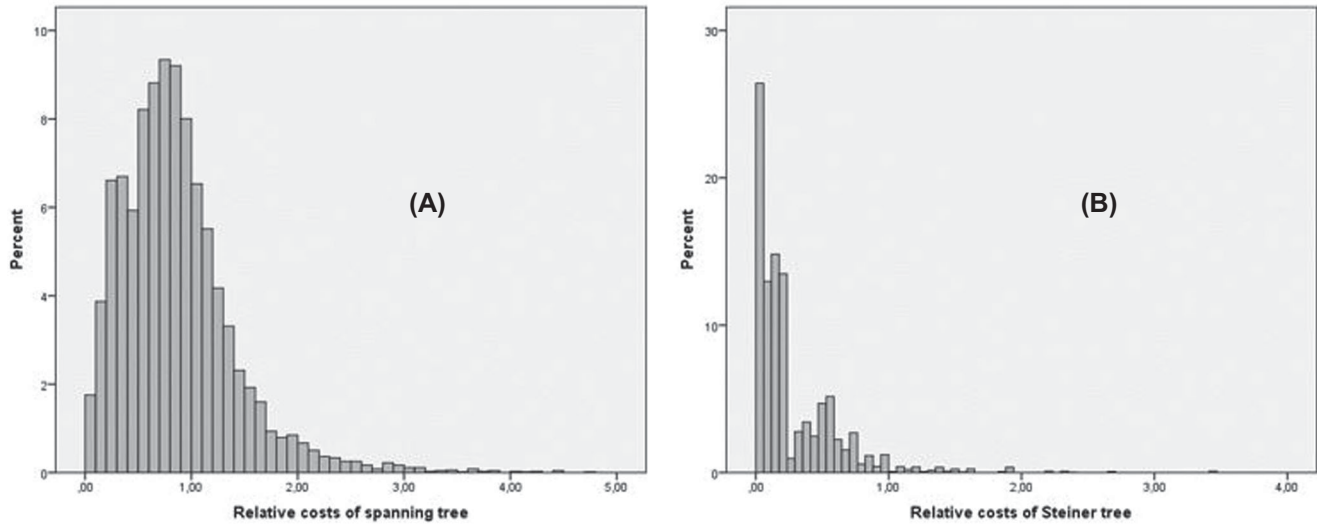 10
8
6
4
2
0
Percent
(A)
,00 1,00 2,00 3,00 4,00 5,00
Relative costs of spanning tree
30
20
10
0
Percent
(B)
,00 1,00 2,00 3,00 4,00
Relative costs of Steiner tree